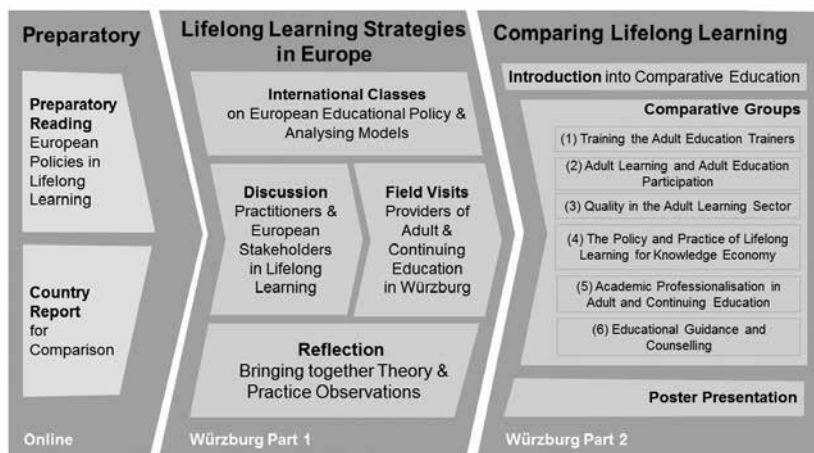 Preparatory
Preparatory
Reading
European
Policies in
Lifelong
Learning
Country
Report
for
Comparison
Online
Lifelong Learning Strategies
in Europe
International Classes
on European Educational Policy &
Analysing Models
Discussion
Practitioners &
European
Stakeholders
in Lifelong
Learning
Field Visits
Providers of
Adult &
Continuing
Education
in Würzburg
Reflection
Bringing together Theory &
Practice Observations
Würzburg Part 1
Comparing Lifelong Learning
Introduction into Comparative Education
Comparative Groups
(1) Training the Adult Education Trainers
(2) Adult Learning and Adult Education
Participation
(3) Quality in the Adult Learning Sector
(4) The Policy and Practice of Lifelong
Learning for Knowledge Economy
(5) Academic Professionalisation in
Adult and Continuing Education
(6) Educational Guidance and
Counselling
Poster Presentation
Würzburg Part 2